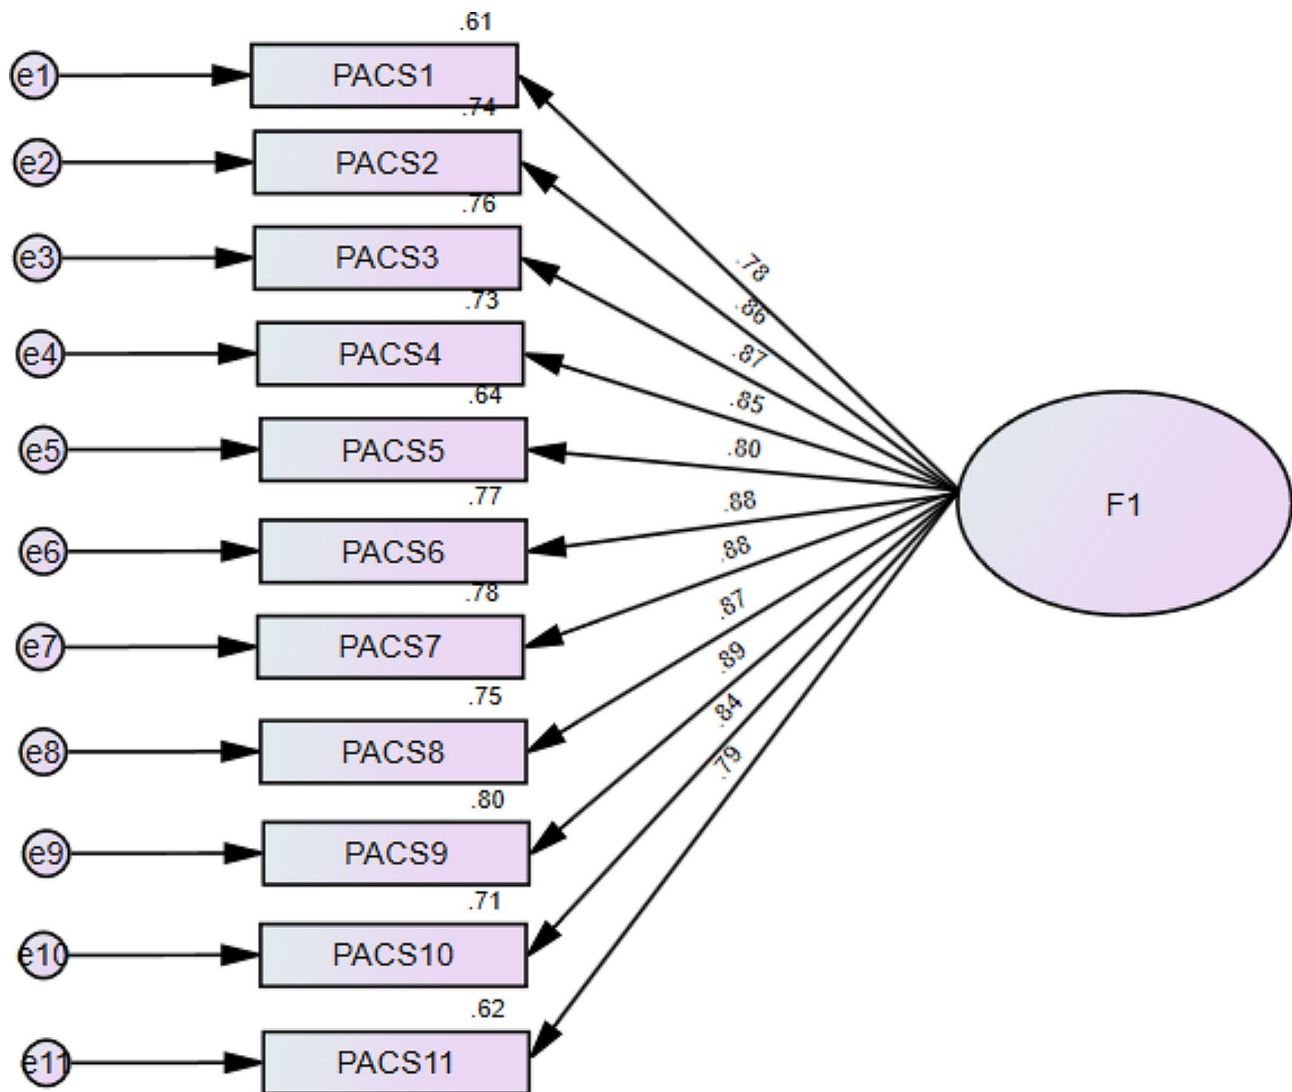 .61
e1 PACS1
.74
e2 PACS2
.76
e3 PACS3
.78
.73
.86
e4 PACS4
.87
.64
.85
e5 PACS5
.80
.77
.88
F1
e6 PACS6
.88
.78
.87
e7 PACS7
.89
.75
.84
e8 PACS8
.79
.80
e9 PACS9
.71
e10 PACS10
.62
e11 PACS11